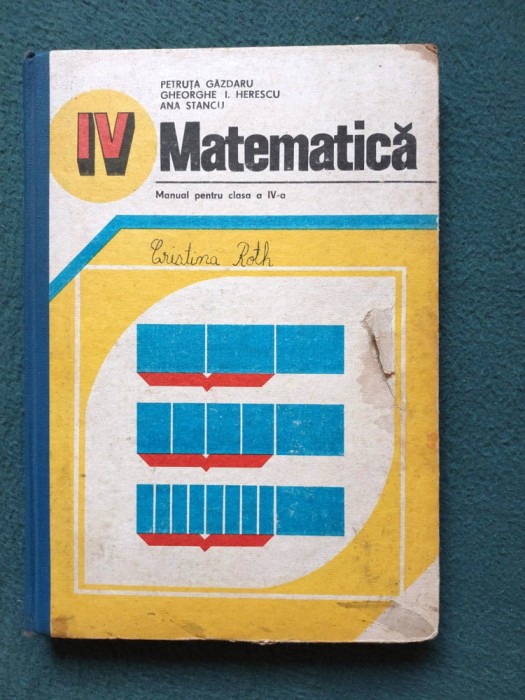 PETRUȚA GĂZDARU
GHEORGHE I. HERESCU
ANA STANCU
IV
Matematică
Manual pentru clasa a IV-a
Cristina Roth